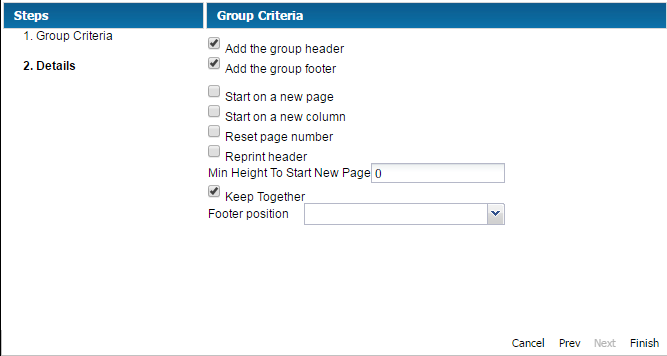 Steps
Group Criteria
1. Group Criteria
2. Details
Add the group header
Add the group footer
Start on a new page
Start on a new column
Reset page number
Reprint header
Min Height To Start New Page 0
Keep Together
Footer position
Cancel Prev Next Finish